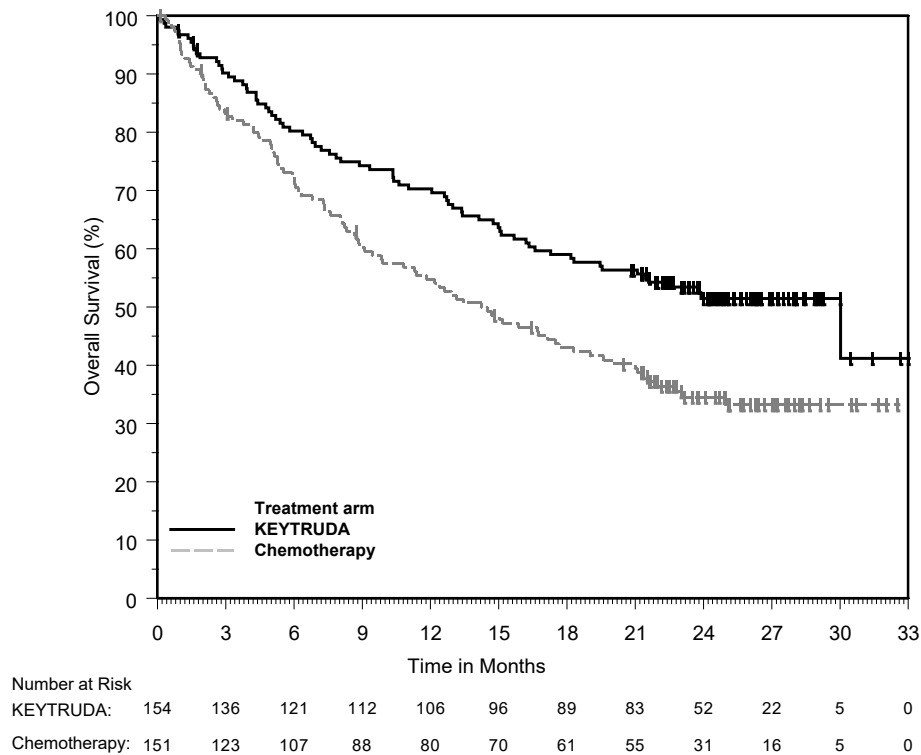 100
90
80
70
60
50
40
30
20
10
0
Overall Survival (%)
Treatment arm
KEYTRUDA
Chemotherapy
0 3 6 9 12 15 18 21 24 27 30 33
Time in Months
Number at Risk
KEYTRUDA: 154 136 121 112 106 96 89 83 52 22 5 0
Chemotherapy: 151 123 107 88 80 70 61 55 31 16 5 0